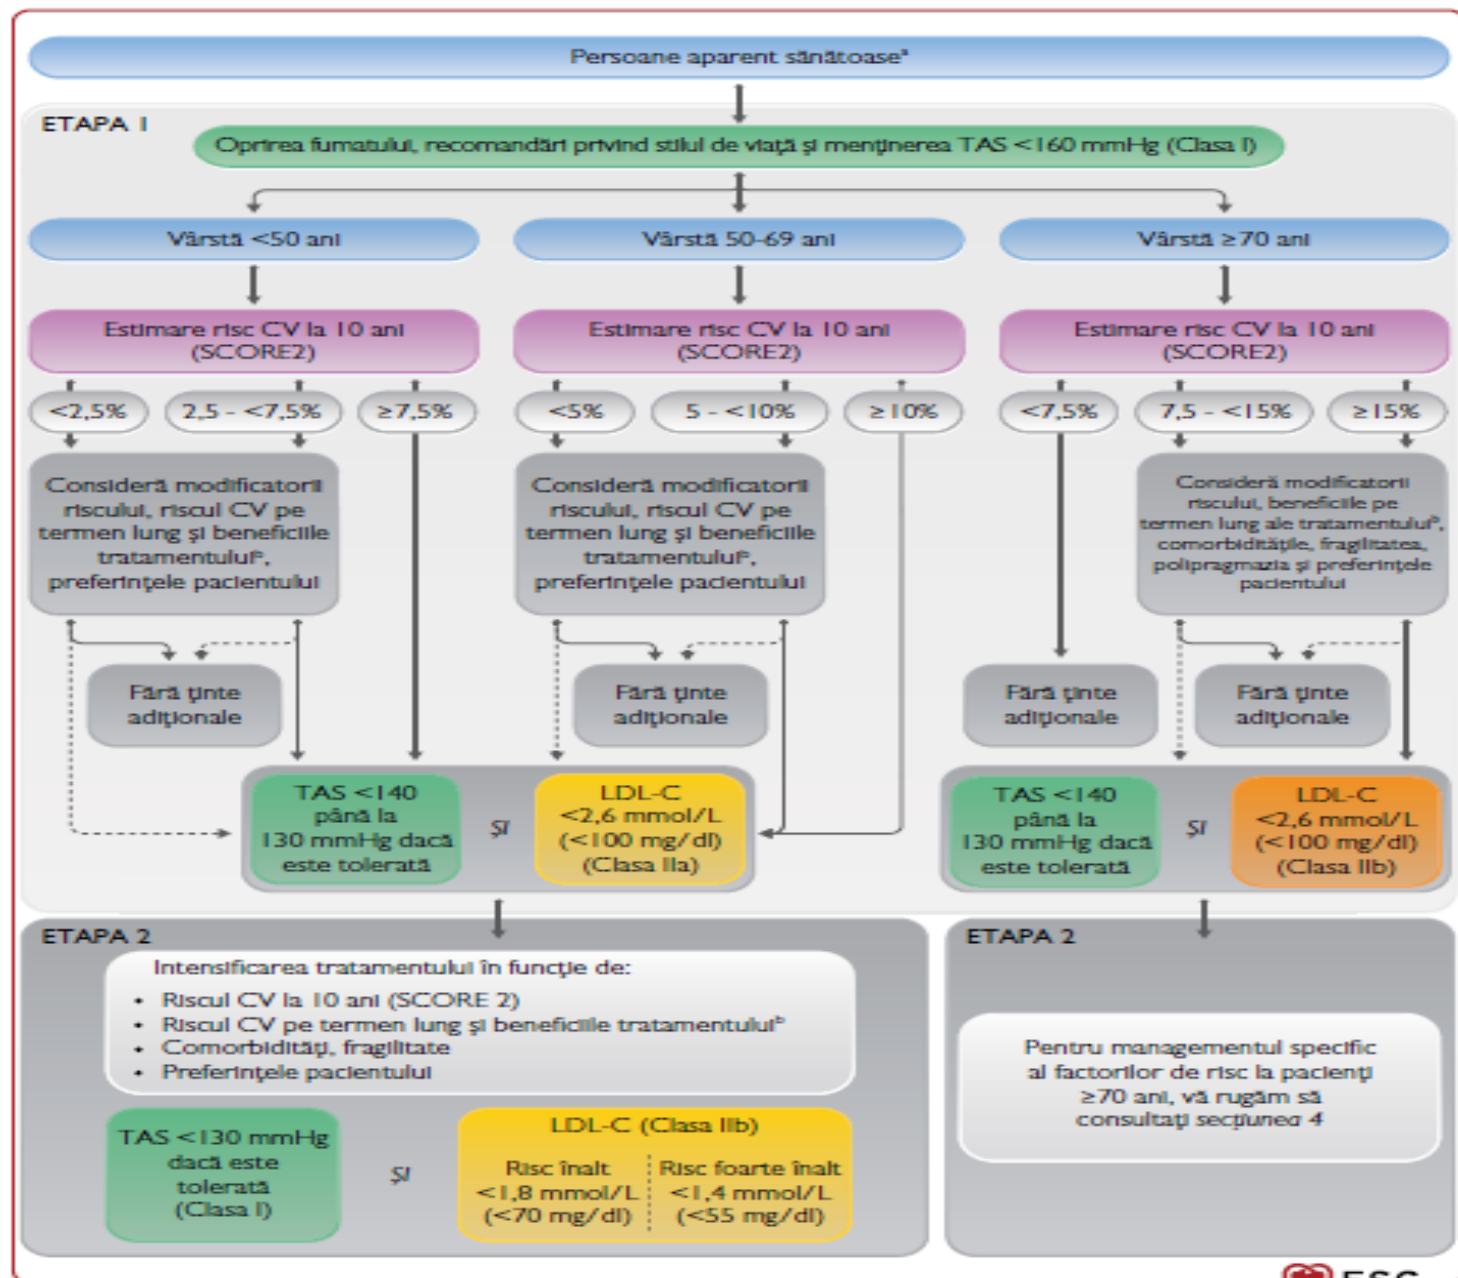 Persoane aparent sănătoaseª
ETAPA 1
Oprirea fumatului, recomandări privind stilul de viață și menținerea TAS <160 mmHg (Clasa I)
Vârstă <50 ani
Vârstă 50-69 ani
Vârstă ≥70 ani
Estimare risc CV la 10 ani
(SCORE2)
Estimare risc CV la 10 ani
(SCORE2)
Estimare risc CV la 10 ani
(SCORE2)
<2,5%
2,5 - <7,5%
≥7,5%
<5%
5 - <10%
≥10%
<7,5%
7,5 - <15%
≥15%
Consideră modificatorii
riscului, riscul CV pe
termen lung și beneficiile
tratamentuluiᵇ,
preferințele pacientului
Consideră modificatorii
riscului, riscul CV pe
termen lung și beneficiile
tratamentuluiᵇ,
preferințele pacientului
Consideră modificatorii
riscului, beneficiile pe
termen lung ale tratamentuluiᵇ,
comorbiditățile, fragilitatea,
polipragmazia și preferințele
pacientului
Fără ținte
adiționale
Fără ținte
adiționale
Fără ținte
adiționale
Fără ținte
adiționale
TAS <140
până la
130 mmHg dacă
este tolerată
ȘI
LDL-C
<2,6 mmol/L
(<100 mg/dl)
(Clasa IIa)
TAS <140
până la
130 mmHg dacă
este tolerată
ȘI
LDL-C
<2,6 mmol/L
(<100 mg/dl)
(Clasa IIb)
ETAPA 2
Intensificarea tratamentului în funcție de:
• Riscul CV la 10 ani (SCORE 2)
• Riscul CV pe termen lung și beneficiile tratamentuluiᵇ
• Comorbidități, fragilitate
• Preferințele pacientului
TAS <130 mmHg
dacă este
tolerată
(Clasa I)
ȘI
LDL-C (Clasa IIb)
Risc înalt
<1,8 mmol/L
(<70 mg/dl)
Risc foarte înalt
<1,4 mmol/L
(<55 mg/dl)
ETAPA 2
Pentru managementul specific
al factorilor de risc la pacienți
≥70 ani, vă rugăm să
consultați secțiunea 4
ESC